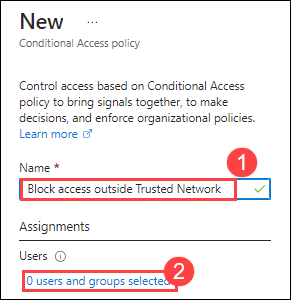 New ...
Conditional Access policy
Control access based on Conditional Access
policy to bring signals together, to make
decisions, and enforce organizational policies.
Learn more
Name *
1
Block access outside Trusted Network
Assignments
Users
2
0 users and groups selected